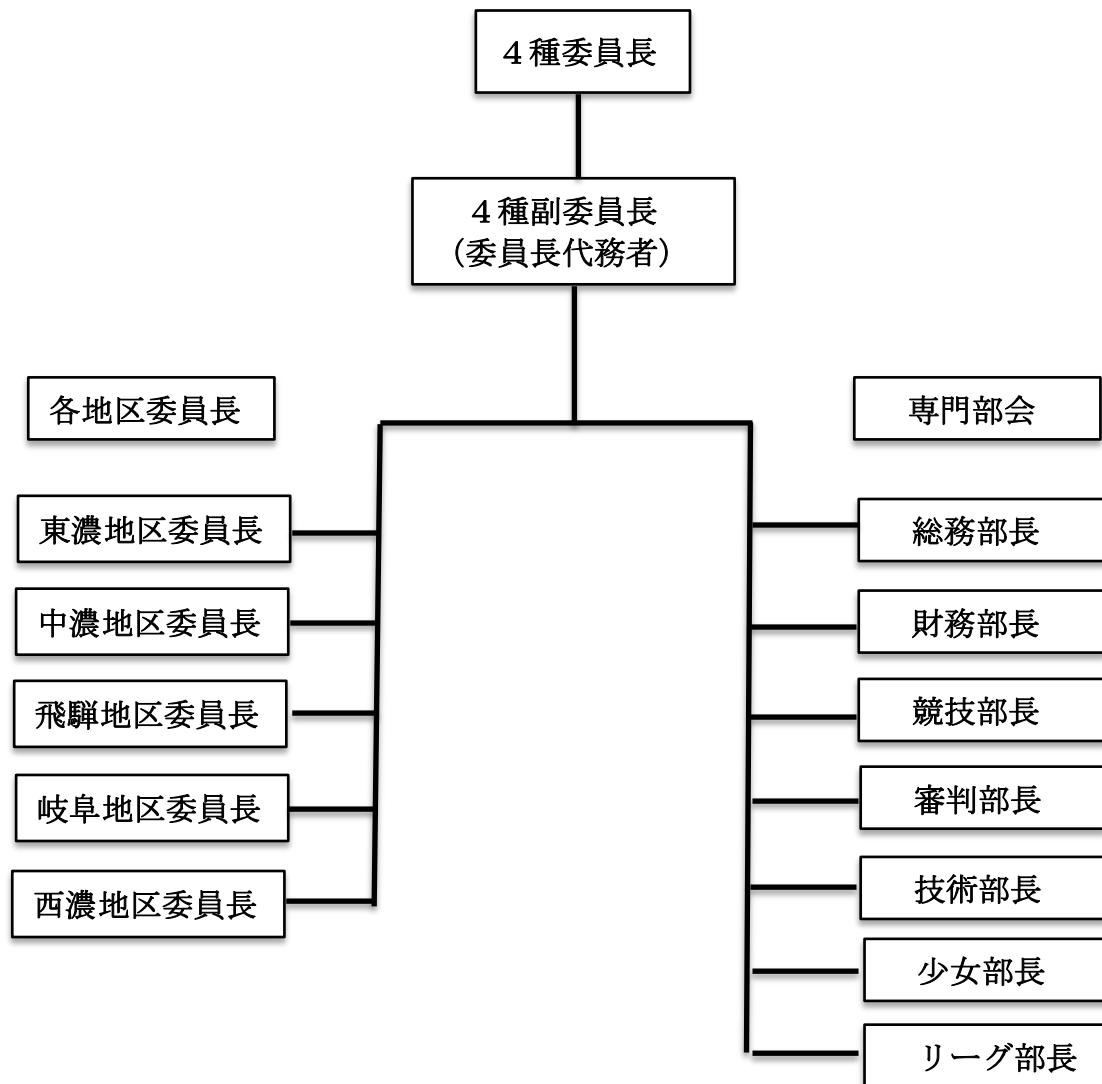 ４種委員長
４種副委員長
（委員長代務者）
各地区委員長
東濃地区委員長
中濃地区委員長
飛騨地区委員長
岐阜地区委員長
西濃地区委員長
専門部会
総務部長
財務部長
競技部長
審判部長
技術部長
少女部長
リーグ部長